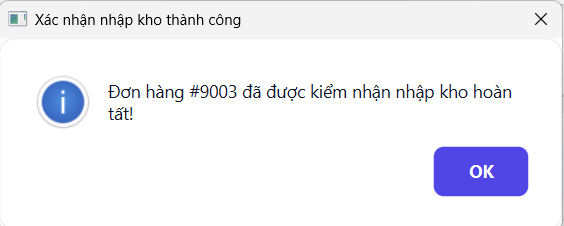 Xác nhận nhập kho thành công
Đơn hàng #9003 đã được kiểm nhận nhập kho hoàn
tất!
OK